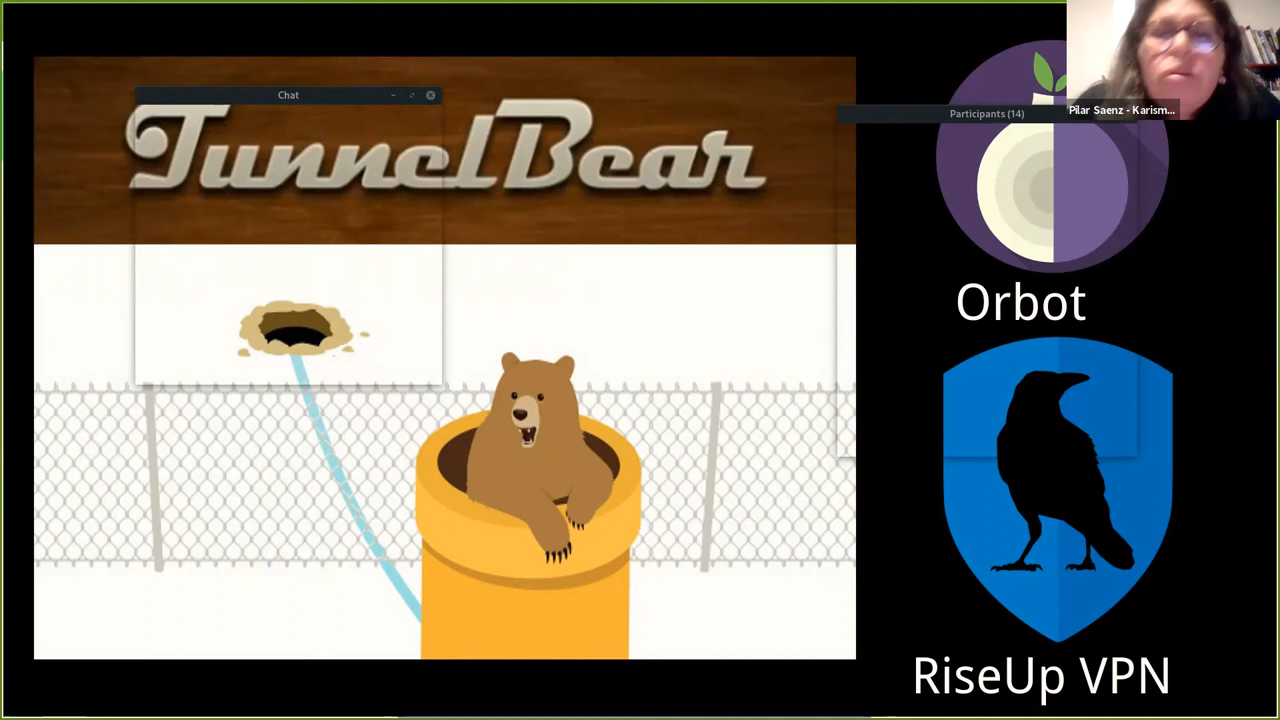 Chat
TunnelBear
Participants (14)
Pilar Saenz - Karism...
Orbot
RiseUp VPN